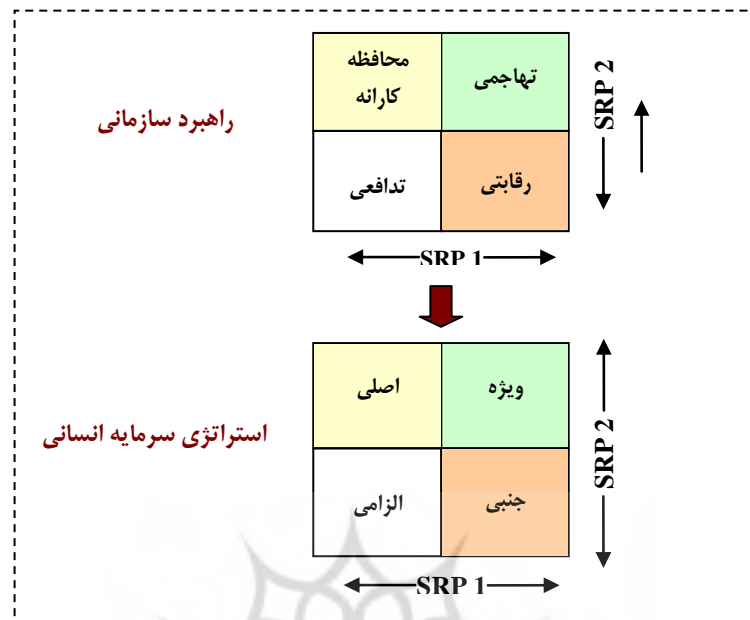 راهبرد سازمانی
تهاجمی
محافظه
کارانه
رقابتی
تدافعی
SRP 2
SRP 1
استراتژی سرمایه انسانی
ویژه
اصلی
جنبی
الزامی
SRP 2
SRP 1